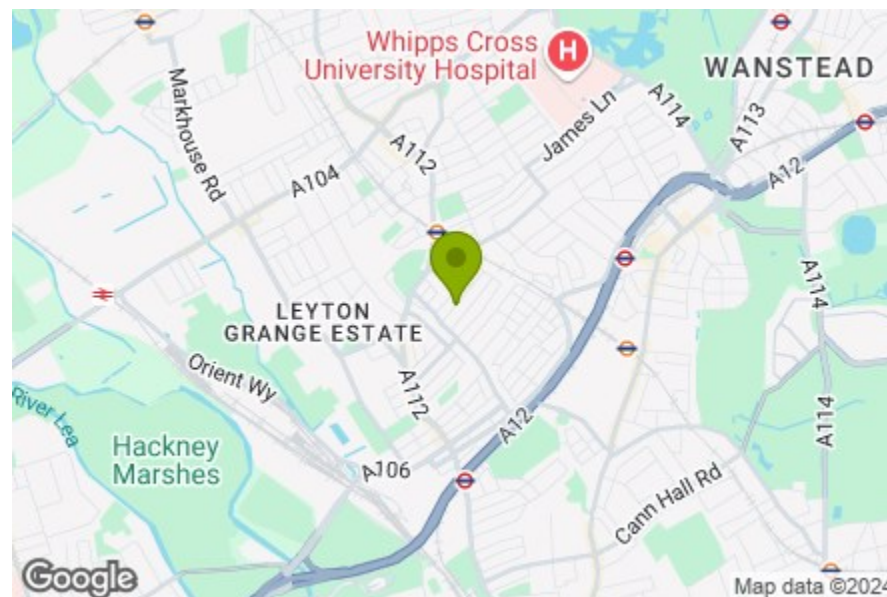 Whipps Cross
University Hospital
H
WANSTEAD
Markhouse Rd
A112
James Ln
A114
A113
A104
A12
LEYTON
GRANGE ESTATE
A114
Orient Wy
A112
River Lea
Hackney
Marshes
A106
A12
Cann Hall Rd
A114
Google
Map data ©2024